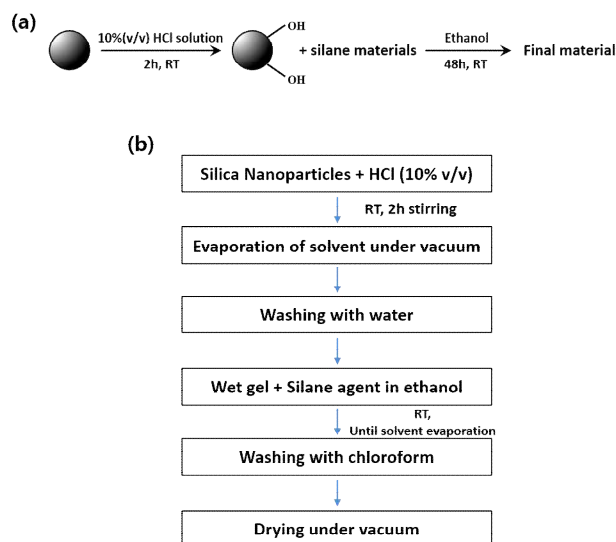 (a)
10%(v/v) HCl solution
2h, RT
OH
OH
+ silane materials
Ethanol
48h, RT
Final material
(b)
Silica Nanoparticles + HCl (10% v/v)
RT, 2h stirring
Evaporation of solvent under vacuum
Washing with water
Wet gel + Silane agent in ethanol
RT,
Until solvent evaporation
Washing with chloroform
Drying under vacuum